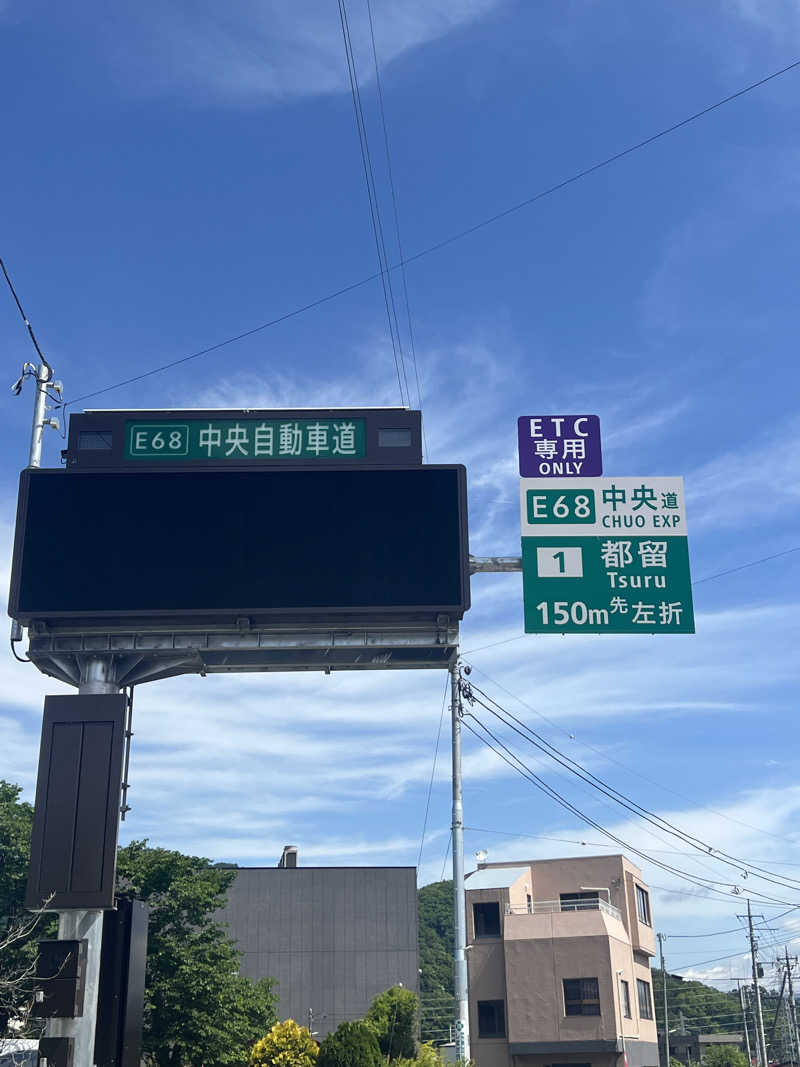 E68 中央自動車道
ETC
専用
ONLY
E68 中央道
CHUO EXP
1 都留
Tsuru
150m先左折